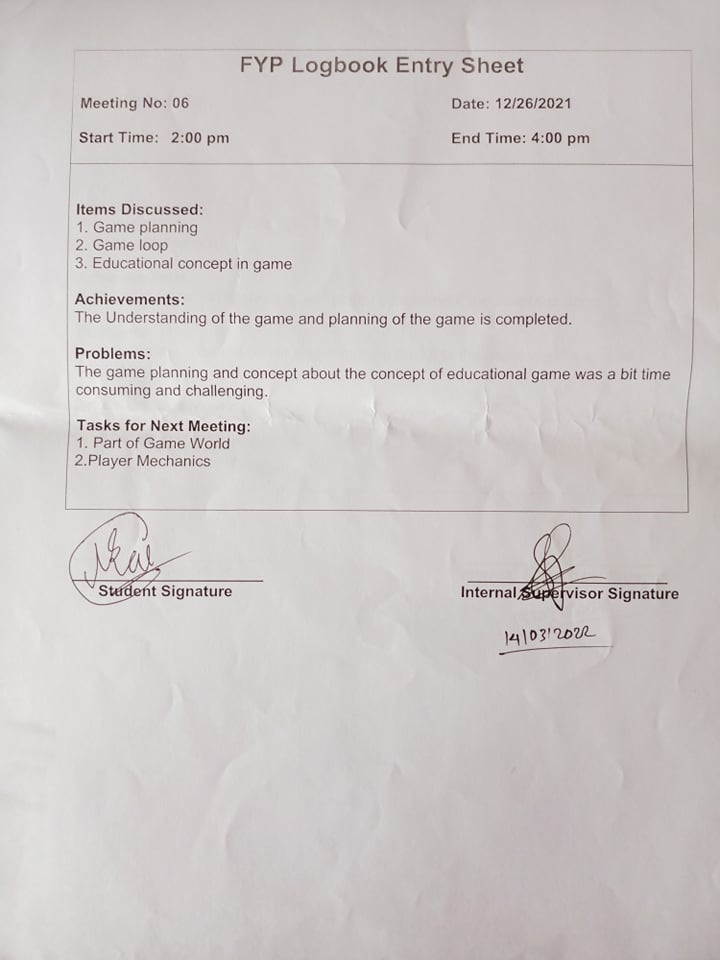 FYP Logbook Entry Sheet
Meeting No: 06 Date: 12/26/2021
Start Time: 2:00 pm End Time: 4:00 pm
Items Discussed:
1. Game planning
2. Game loop
3. Educational concept in game
Achievements:
The Understanding of the game and planning of the game is completed.
Problems:
The game planning and concept about the concept of educational game was a bit time
consuming and challenging.
Tasks for Next Meeting:
1. Part of Game World
2.Player Mechanics
Student Signature Internal Supervisor Signature
14/03/2022